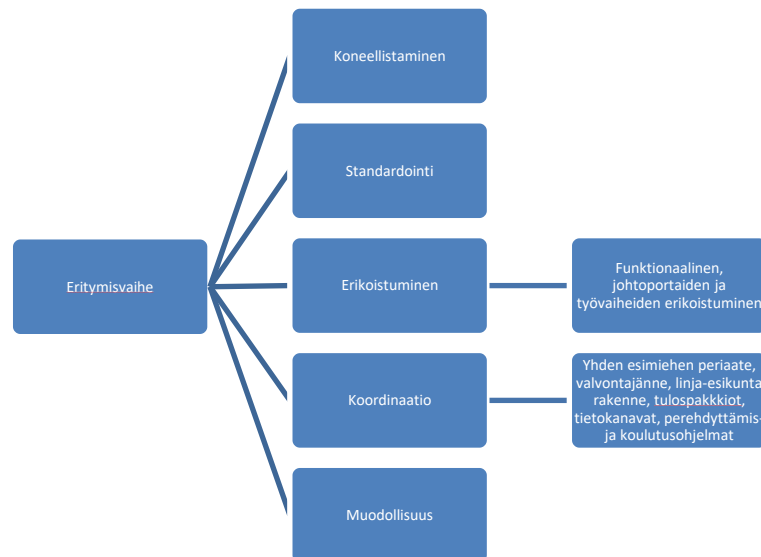 Koneellistaminen
Standardointi
Eritymisvaihe
Erikoistuminen
Funktionaalinen,
johtoportaiden ja
työvaiheiden erikoistuminen
Koordinaatio
Yhden esimiehen periaate,
valvontajänne, linja-esikunta
rakenne, tulospakkkiot,
tietokanavat, perehdyttämis-
ja koulutusohjelmat
Muodollisuus